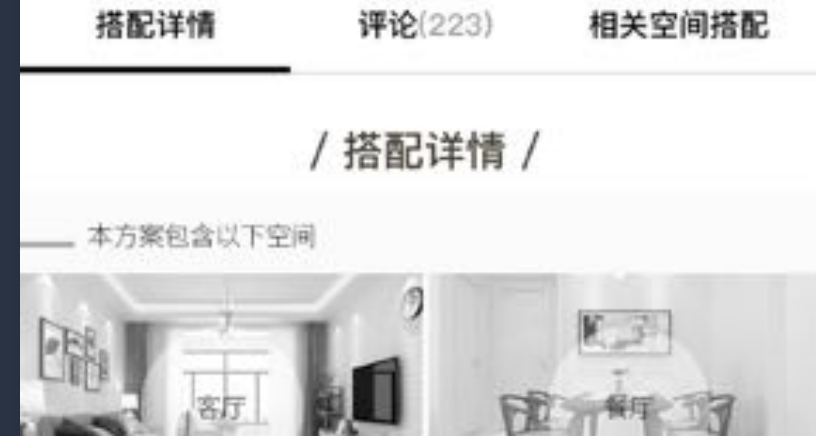 搭配详情 评论(223) 相关空间搭配
/ 搭配详情 /
本方案包含以下空间
客厅 餐厅